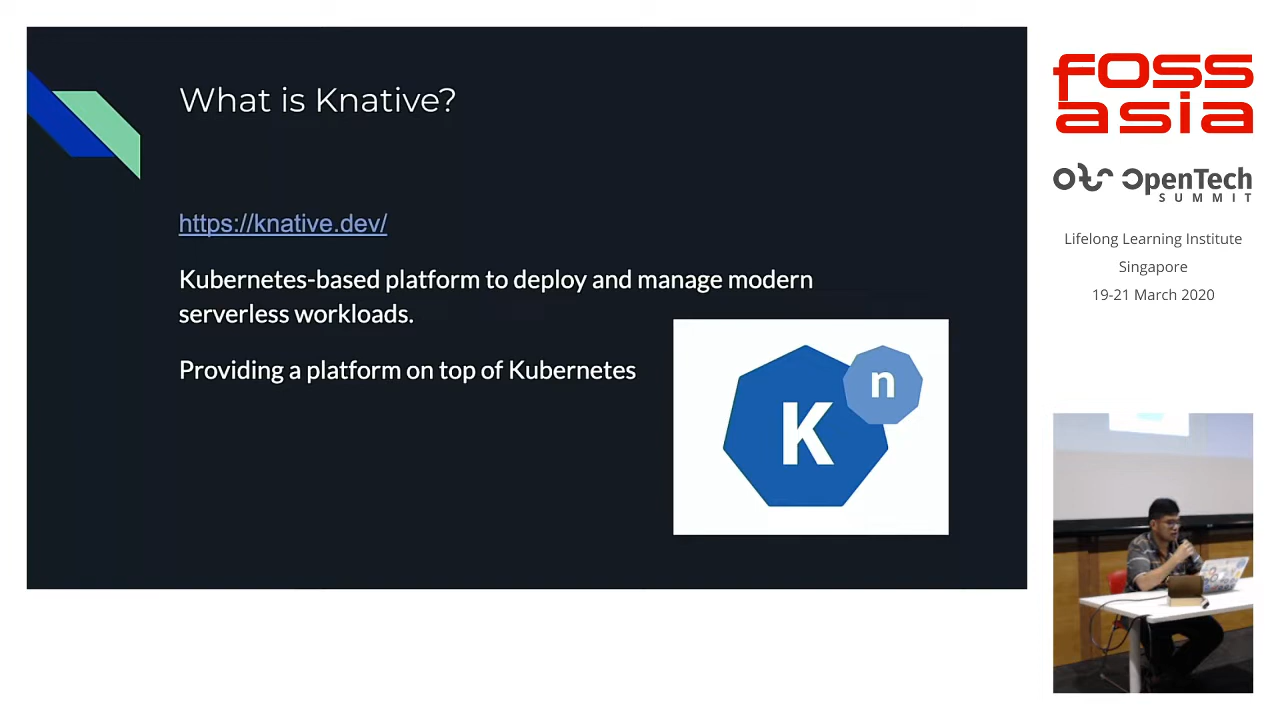 What is Knative?
https://knative.dev/
Kubernetes-based platform to deploy and manage modern
serverless workloads.
Providing a platform on top of Kubernetes
K
n
FOSS
asia
OpenTech
SUMMIT
Lifelong Learning Institute
Singapore
19-21 March 2020